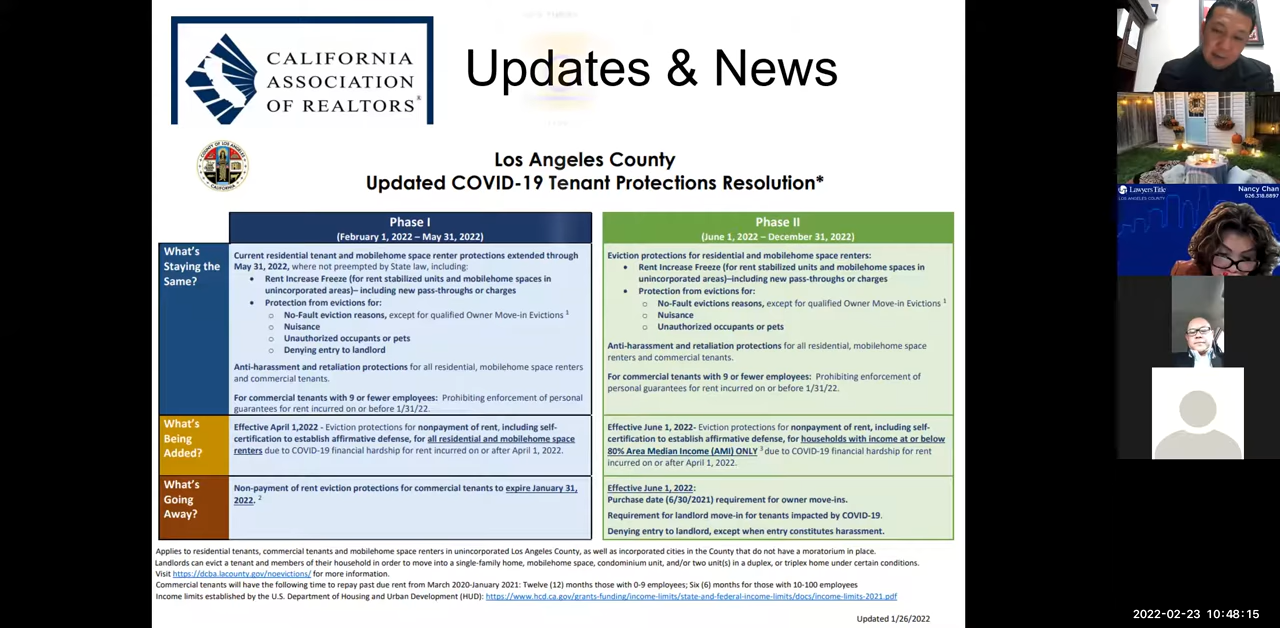 CALIFORNIA
ASSOCIATION
OF REALTORS®
Updates & News
Los Angeles County
Updated COVID-19 Tenant Protections Resolution*
Phase I
(February 1, 2022 – May 31, 2022)
Phase II
(June 1, 2022 – December 31, 2022)
What's
Staying the
Same?
Current residential tenant and mobilehome space renter protections extended through
May 31, 2022, where not preempted by State law, including:
• Rent Increase Freeze (for rent stabilized units and mobilehome spaces in
unincorporated areas)– including new pass-throughs or charges
• Protection from evictions for:
o No-Fault eviction reasons, except for qualified Owner Move-in Evictions 1
o Nuisance
o Unauthorized occupants or pets
o Denying entry to landlord
Anti-harassment and retaliation protections for all residential, mobilehome space renters
and commercial tenants.
For commercial tenants with 9 or fewer employees: Prohibiting enforcement of personal
guarantees for rent incurred on or before 1/31/22.
Eviction protections for residential and mobilehome space renters:
• Rent Increase Freeze (for rent stabilized units and mobilehome spaces in
unincorporated areas)–including new pass-throughs or charges
• Protection from evictions for:
o No-Fault evictions reasons, except for qualified Owner Move-in Evictions 1
o Nuisance
o Unauthorized occupants or pets
Anti-harassment and retaliation protections for all residential, mobilehome space
renters and commercial tenants.
For commercial tenants with 9 or fewer employees: Prohibiting enforcement of
personal guarantees for rent incurred on or before 1/31/22.
What's
Being
Added?
Effective April 1,2022 - Eviction protections for nonpayment of rent, including self-
certification to establish affirmative defense, for all residential and mobilehome space
renters due to COVID-19 financial hardship for rent incurred on or after April 1, 2022.
Effective June 1, 2022- Eviction protections for nonpayment of rent, including self-
certification to establish affirmative defense, for households with income at or below
80% Area Median Income (AMI) ONLY 3 due to COVID-19 financial hardship for rent
incurred on or after April 1, 2022.
What's
Going
Away?
Non-payment of rent eviction protections for commercial tenants to expire January 31,
2022. 2
Effective June 1, 2022:
Purchase date (6/30/2021) requirement for owner move-ins.
Requirement for landlord move-in for tenants impacted by COVID-19.
Denying entry to landlord, except when entry constitutes harassment.
Applies to residential tenants, commercial tenants and mobilehome space renters in unincorporated Los Angeles County, as well as incorporated cities in the County that do not have a moratorium in place.
Landlords can evict a tenant and members of their household in order to move into a single-family home, mobilehome space, condominium unit, and/or two unit(s) in a duplex, or triplex home under certain conditions.
Visit https://dcba.lacounty.gov/noevictions/ for more information.
Commercial tenants will have the following time to repay past due rent from March 2020-January 2021: Twelve (12) months those with 0-9 employees; Six (6) months for those with 10-100 employees
Income limits established by the U.S. Department of Housing and Urban Development (HUD): https://www.hcd.ca.gov/grants-funding/income-limits/state-and-federal-income-limits/docs/income-limits-2021.pdf
Updated 1/26/2022
Lawyers Title
LOS ANGELES COUNTY
Nancy Chan
626.318.8897
2022-02-23 10:48:15